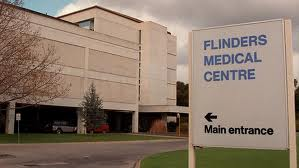 FLINDERS
MEDICAL
CENTRE
←
Main entrance